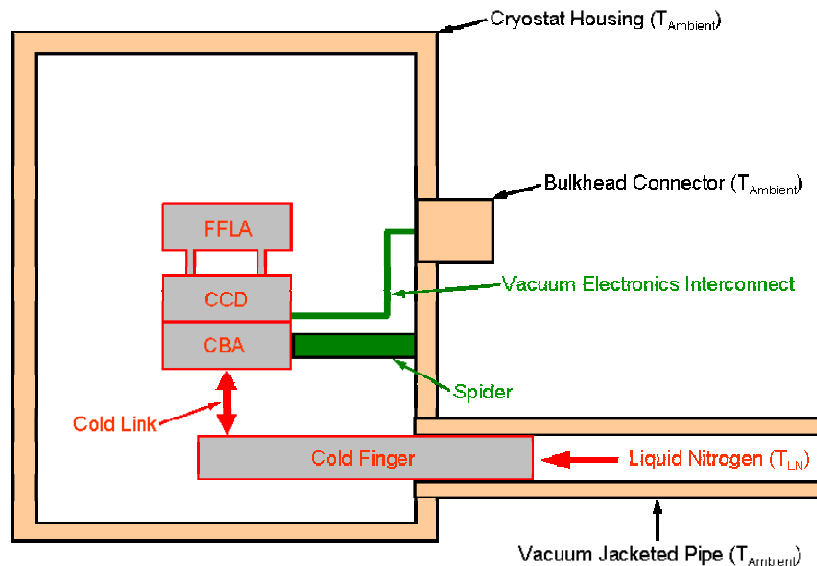 Cryostat Housing (TAmbient)
Bulkhead Connector (TAmbient)
FFLA
CCD
Vacuum Electronics Interconnect
CBA
Spider
Cold Link
Cold Finger
Liquid Nitrogen (TLN)
Vacuum Jacketed Pipe (TAmbient)